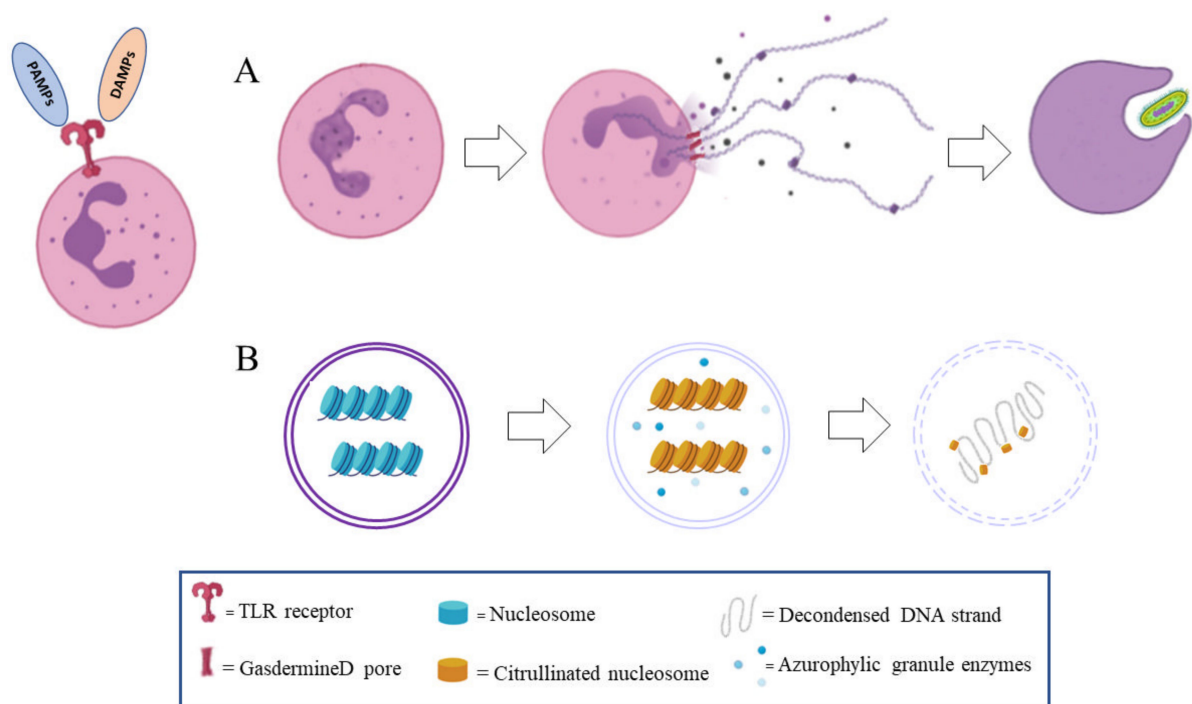 PAMPs
DAMPs
A
B
= TLR receptor
= Nucleosome
= Decondensed DNA strand
= GasdermineD pore
= Citrullinated nucleosome
= Azurophylic granule enzymes